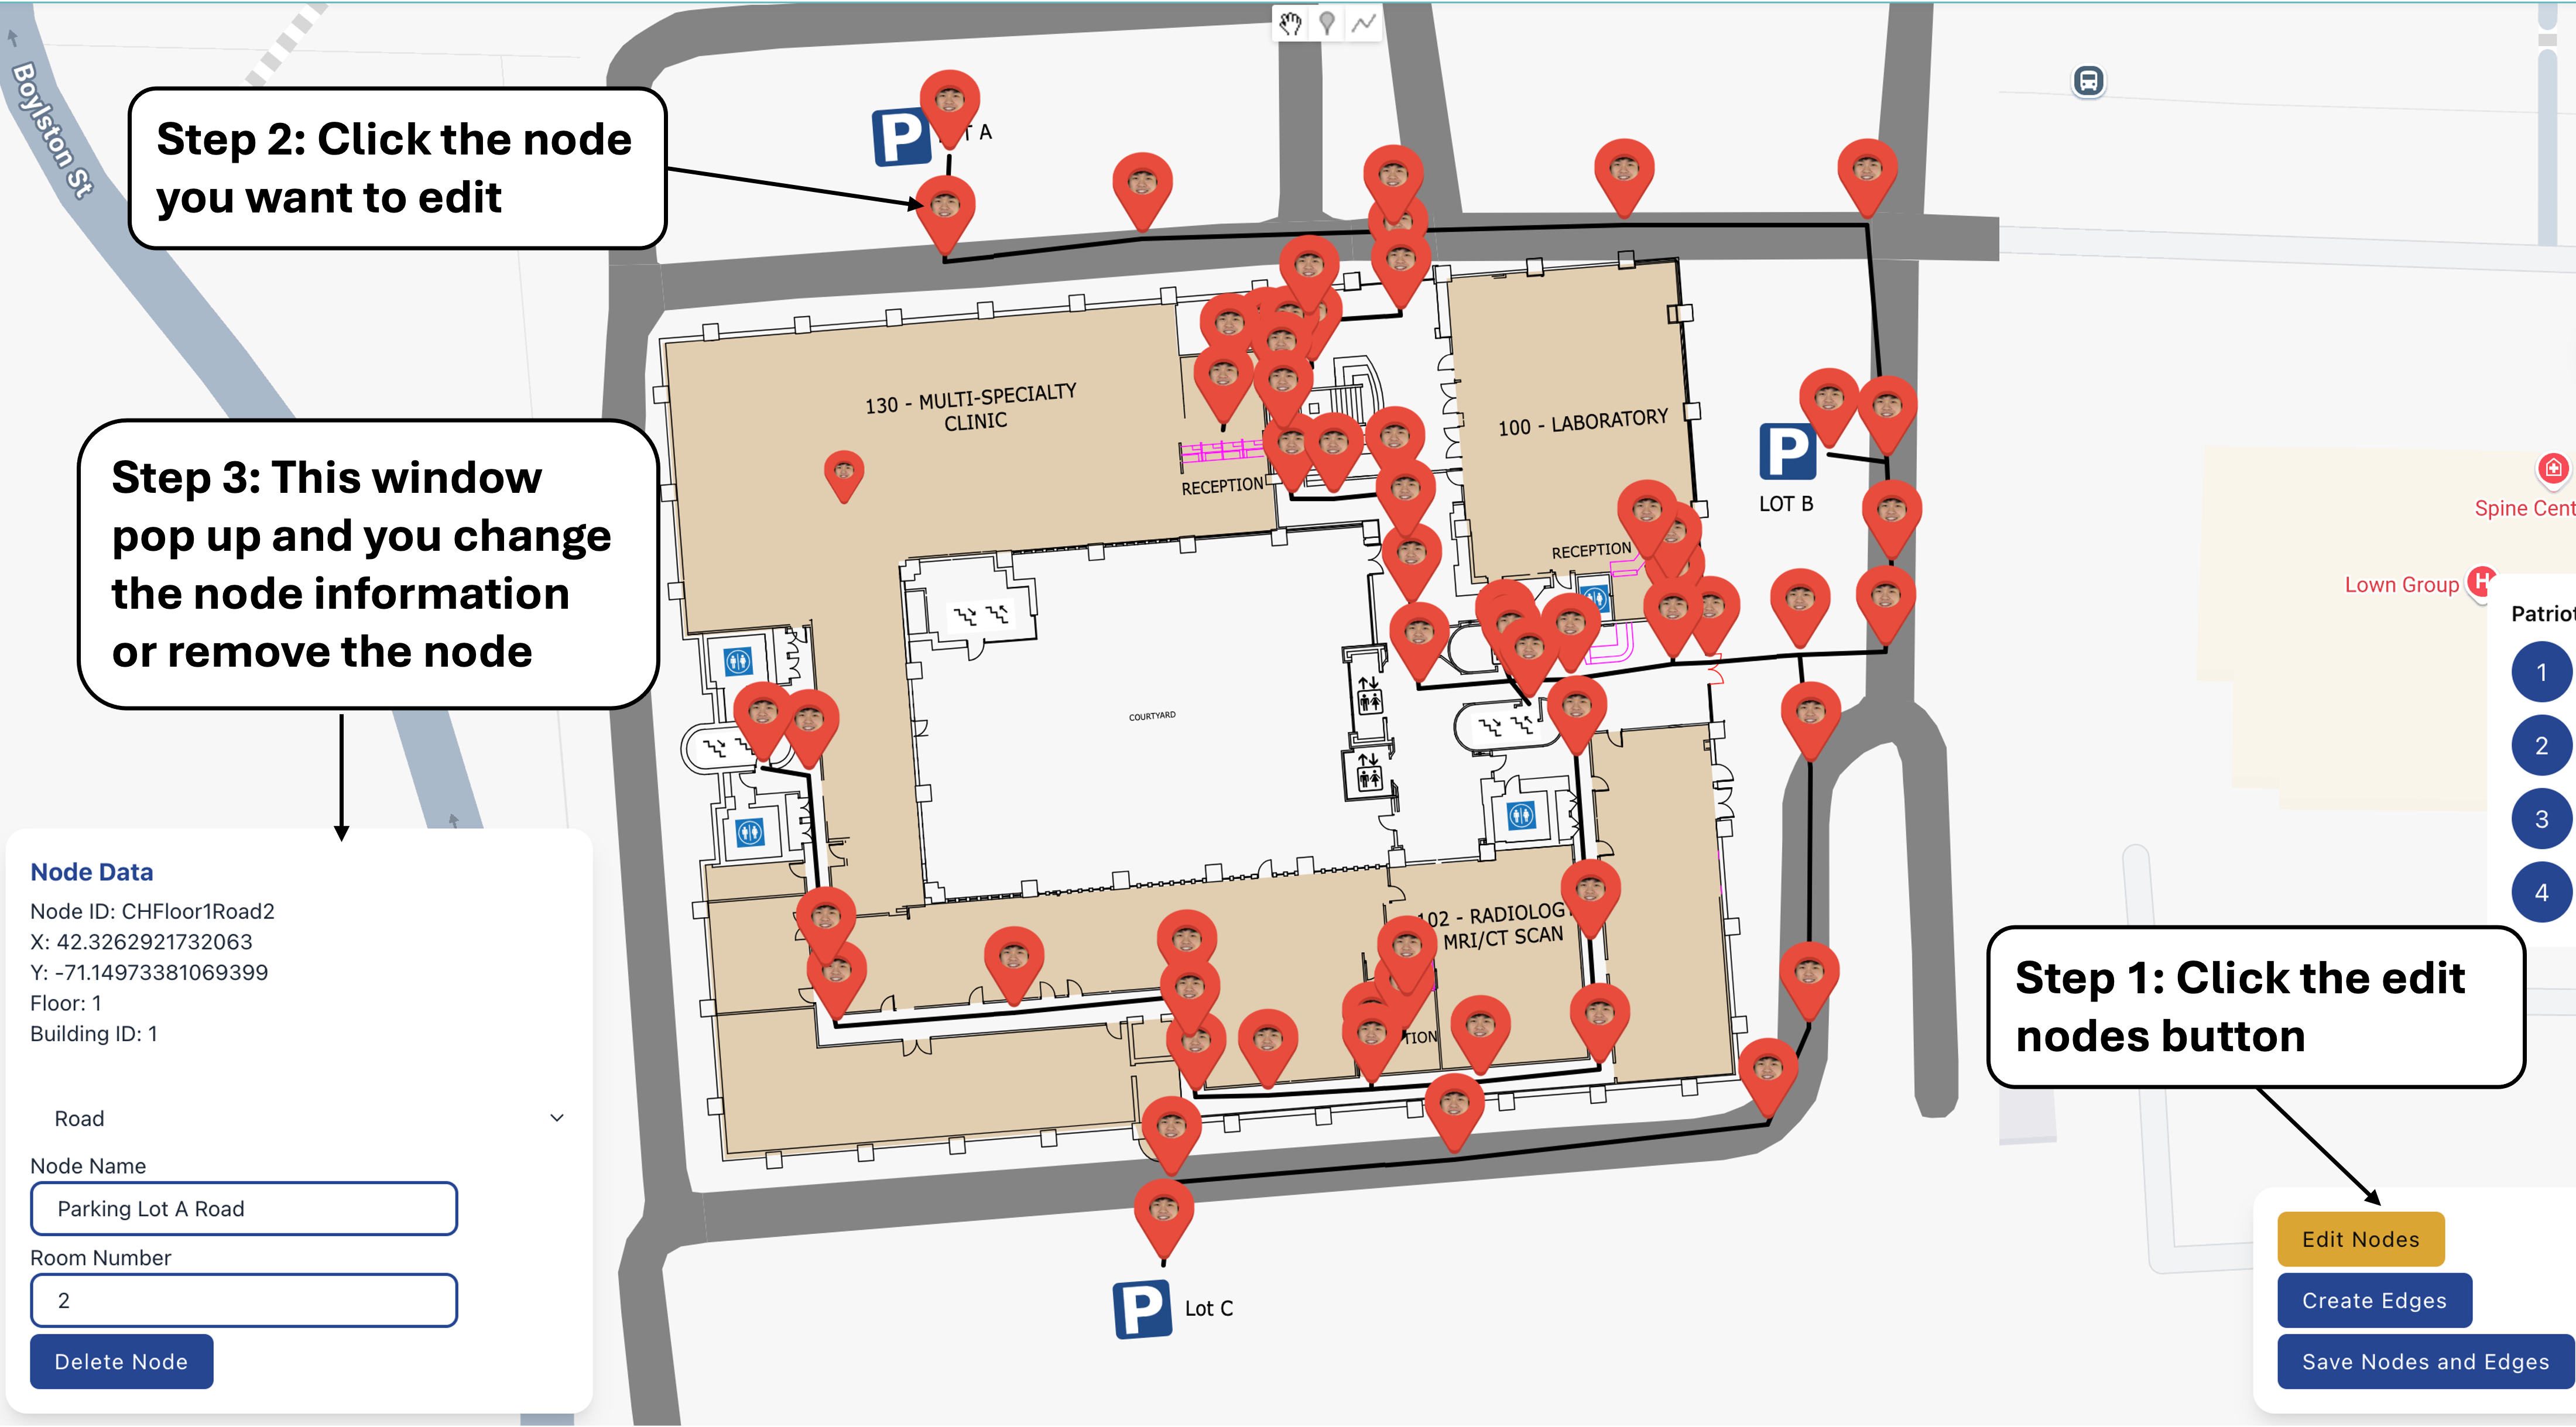 Boylston St
Step 2: Click the node
you want to edit
P
T A
130 - MULTI-SPECIALTY
CLINIC
100 - LABORATORY
P
LOT B
RECEPTION
RECEPTION
Spine Cent
Lown Group
H
Patriot
1
2
3
4
Step 3: This window
pop up and you change
the node information
or remove the node
COURTYARD
102 - RADIOLOGY
MRI/CT SCAN
TION
Step 1: Click the edit
nodes button
Node Data
Node ID: CHFloor1Road2
X: 42.3262921732063
Y: -71.14973381069399
Floor: 1
Building ID: 1
Road
Node Name
Parking Lot A Road
Room Number
2
Delete Node
P
Lot C
Edit Nodes
Create Edges
Save Nodes and Edges